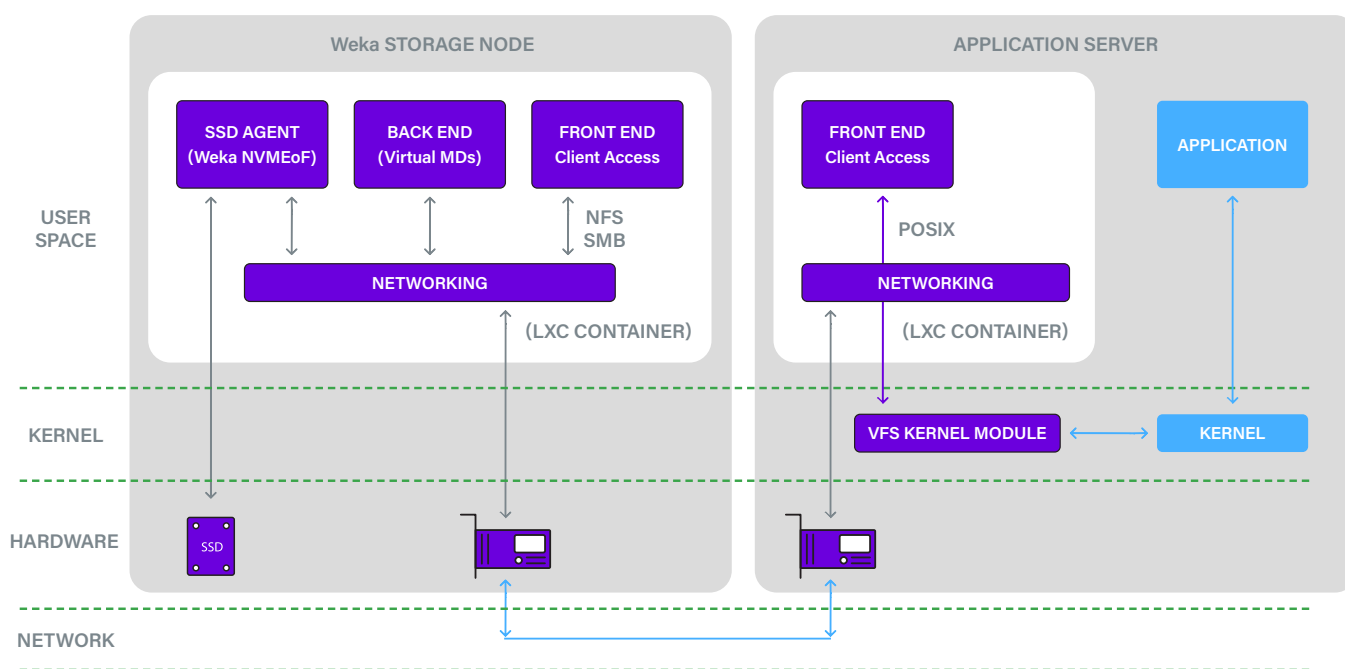 Weka STORAGE NODE
APPLICATION SERVER
SSD AGENT
(Weka NVMEoF)
BACK END
(Virtual MDs)
FRONT END
Client Access
FRONT END
Client Access
APPLICATION
USER
SPACE
NFS
SMB
POSIX
NETWORKING
NETWORKING
(LXC CONTAINER)
(LXC CONTAINER)
KERNEL
VFS KERNEL MODULE
KERNEL
HARDWARE
SSD
NETWORK